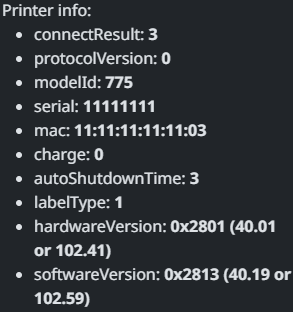 Printer info:
• connectResult: 3
• protocolVersion: 0
• modelId: 775
• serial: 11111111
• mac: 11:11:11:11:11:03
• charge: 0
• autoShutdownTime: 3
• labelType: 1
• hardwareVersion: 0x2801 (40.01
or 102.41)
• softwareVersion: 0x2813 (40.19 or
102.59)